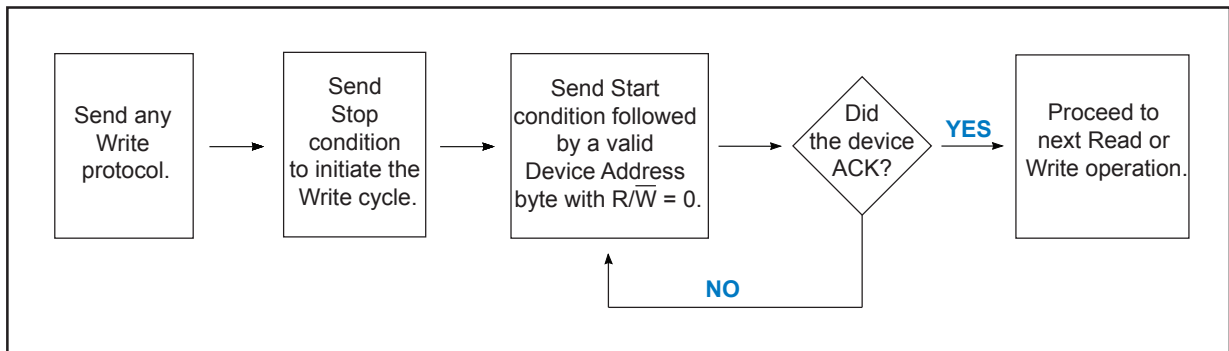 Send any
Write
protocol.
Send
Stop
condition
to initiate the
Write cycle.
Send Start
condition followed
by a valid
Device Address
byte with R/W̅ = 0.
Did
the device
ACK?
YES
Proceed to
next Read or
Write operation.
NO